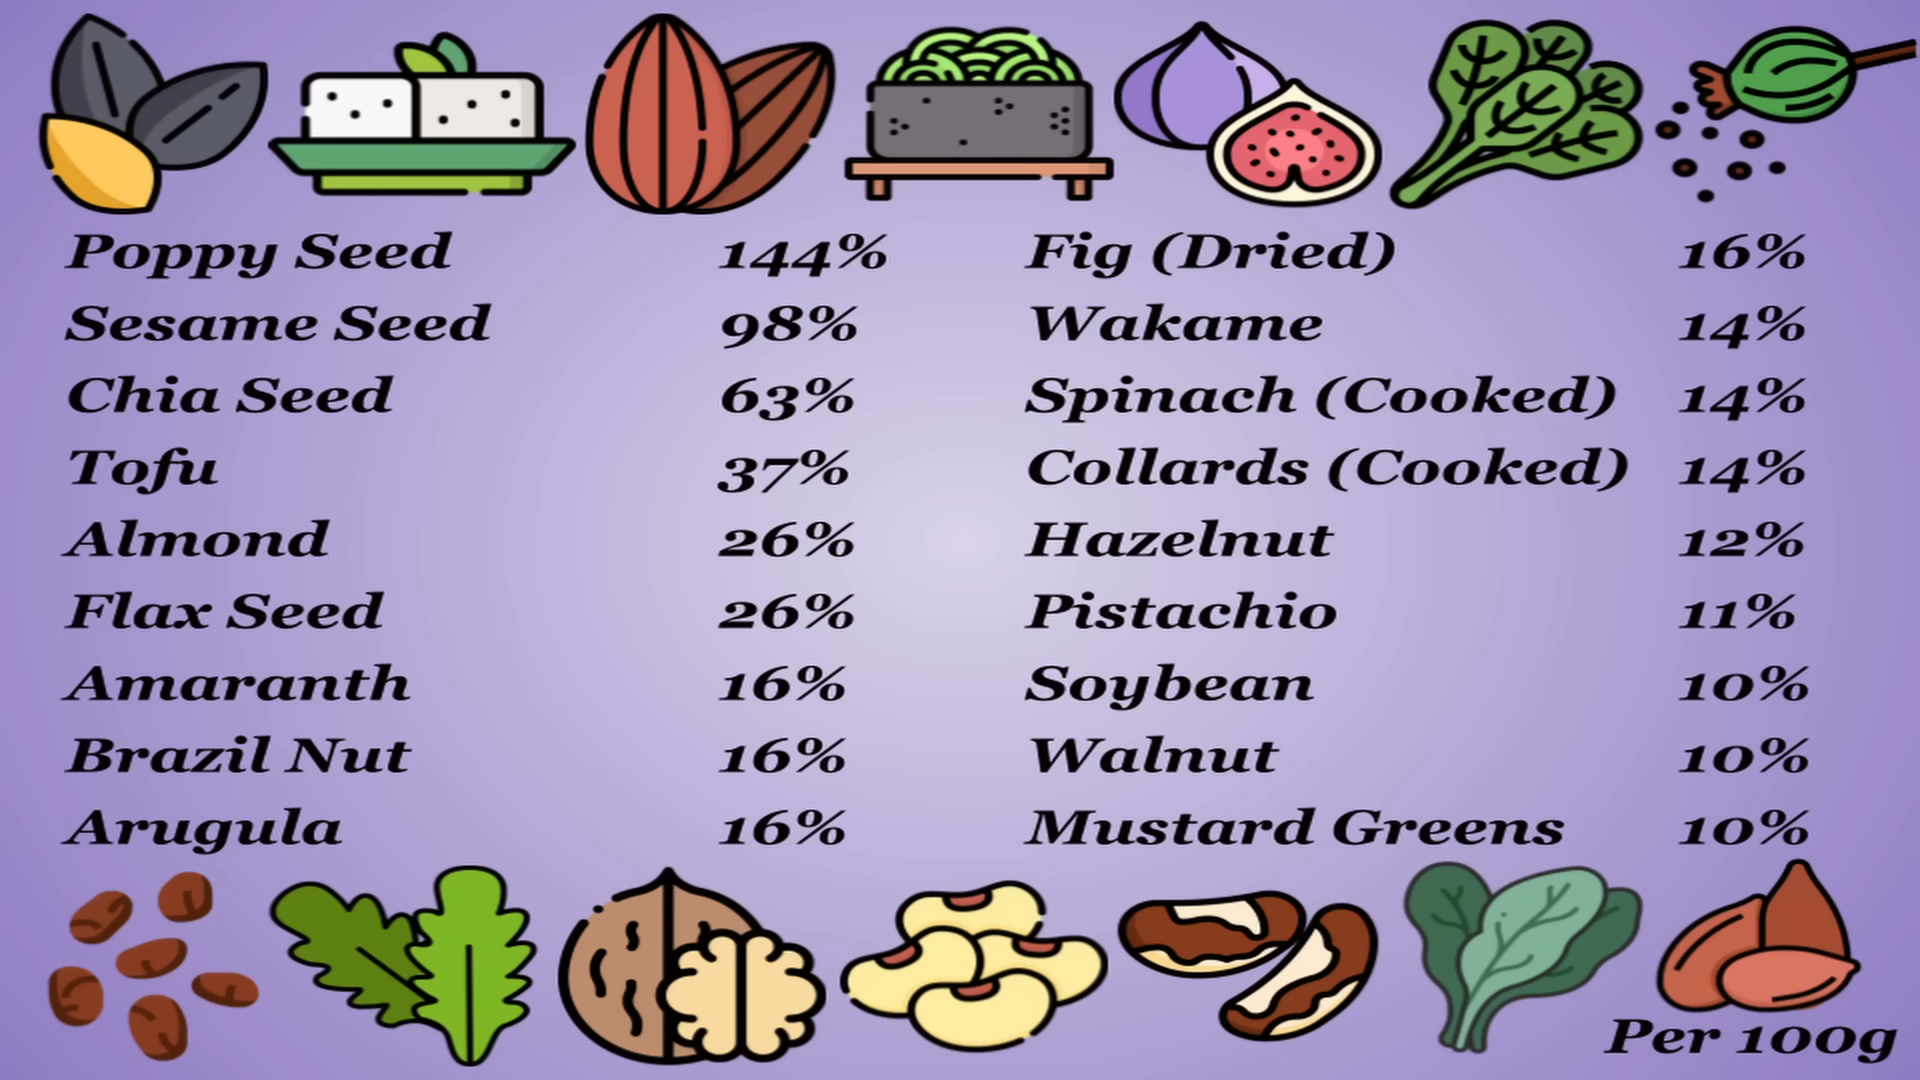 Poppy Seed 144%
Sesame Seed 98%
Chia Seed 63%
Tofu 37%
Almond 26%
Flax Seed 26%
Amaranth 16%
Brazil Nut 16%
Arugula 16%
Fig (Dried) 16%
Wakame 14%
Spinach (Cooked) 14%
Collards (Cooked) 14%
Hazelnut 12%
Pistachio 11%
Soybean 10%
Walnut 10%
Mustard Greens 10%
Per 100g